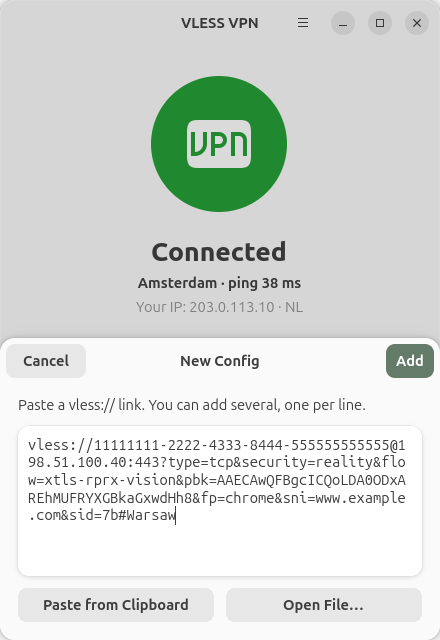 VLESS VPN
VPN
Connected
Amsterdam · ping 38 ms
Your IP: 203.0.113.10 · NL
Cancel
New Config
Add
Paste a vless:// link. You can add several, one per line.
vless://11111111-2222-4333-8444-555555555555@1
98.51.100.40:443?type=tcp&security=reality&flo
w=xtls-rprx-vision&pbk=AAECAwQFBgcICQoLDA0ODxA
REhMUFRYXGBkaGxwdHh8&fp=chrome&sni=www.example
.com&sid=7b#Warsaw
Paste from Clipboard
Open File…